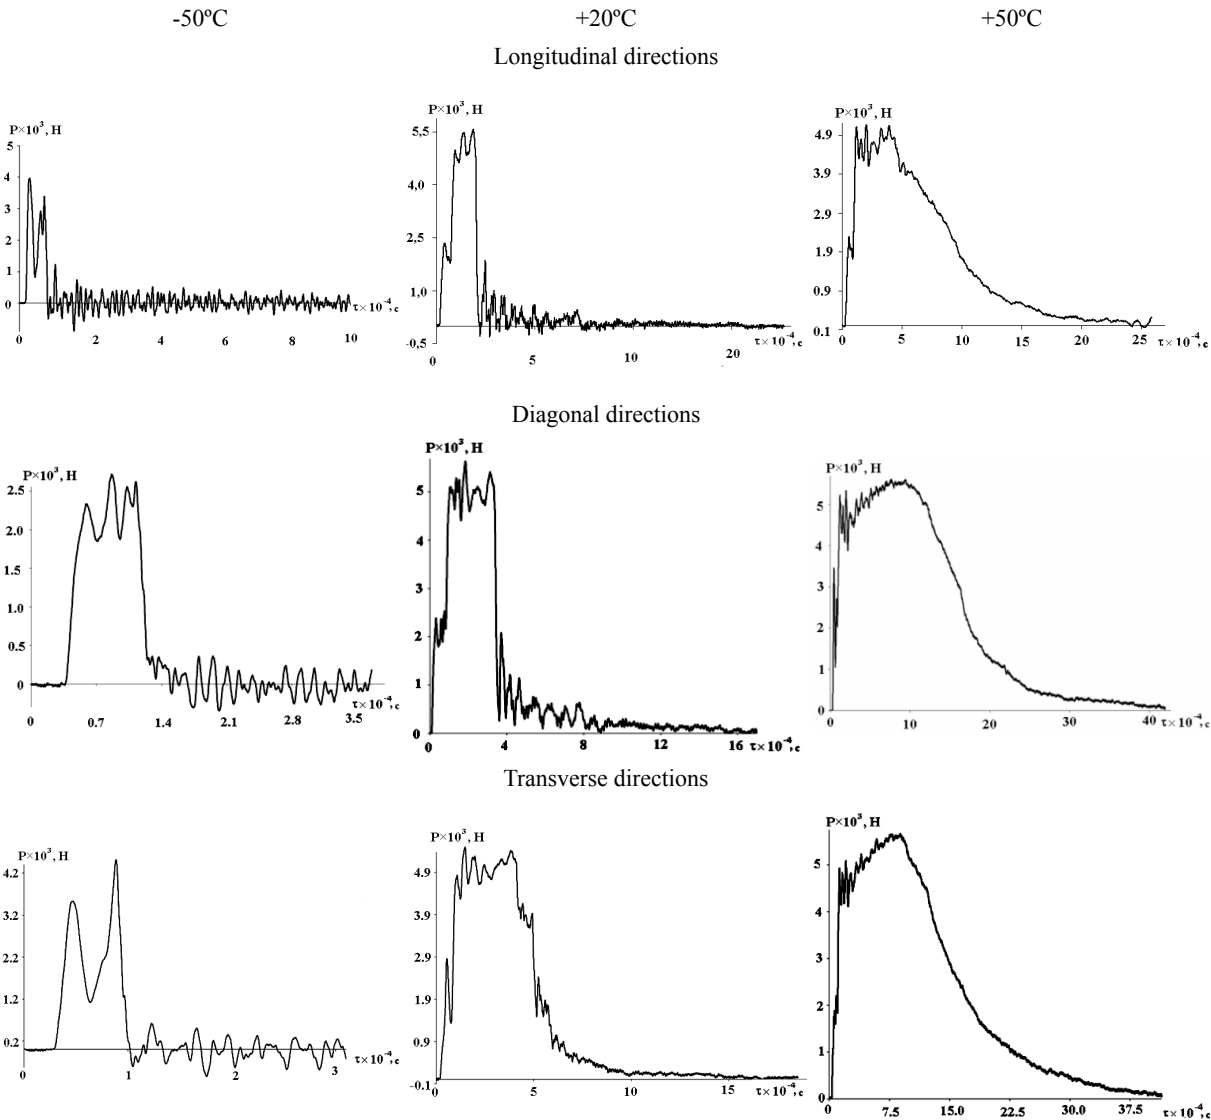 -50ºC +20ºC +50ºC
Longitudinal directions
P×10³, H
5
4
3
2
1
0
0 2 4 6 8 10
τ×10⁻⁴, c
P×10³, H
5,5
4,0
2,5
1,0
-0,5
0 5 10 20
τ×10⁻⁴, c
P×10³, H
4.9
3.9
2.9
1.9
0.9
0.1
0 5 10 15 20 25
τ×10⁻⁴, c
Diagonal directions
P×10³, H
2.5
2.0
1.5
1.0
0.5
0
0 0.7 1.4 2.1 2.8 3.5
τ×10⁻⁴, c
P×10³, H
5
4
3
2
1
0
0 4 8 12 16 τ×10⁻⁴, c
P×10³, H
5
4
3
2
1
0
0 10 20 30 40 τ×10⁻⁴, c
Transverse directions
P×10³, H
4.2
3.2
2.2
1.2
0.2
0 1 2 3
τ×10⁻⁴, c
P×10³, H
4.9
3.9
2.9
1.9
0.9
-0.1
0 5 10 15 τ×10⁻⁴, c
P×10³, H
5
4
3
2
1
0
0 7.5 15.0 22.5 30.0 37.5 τ×10⁻⁴, c